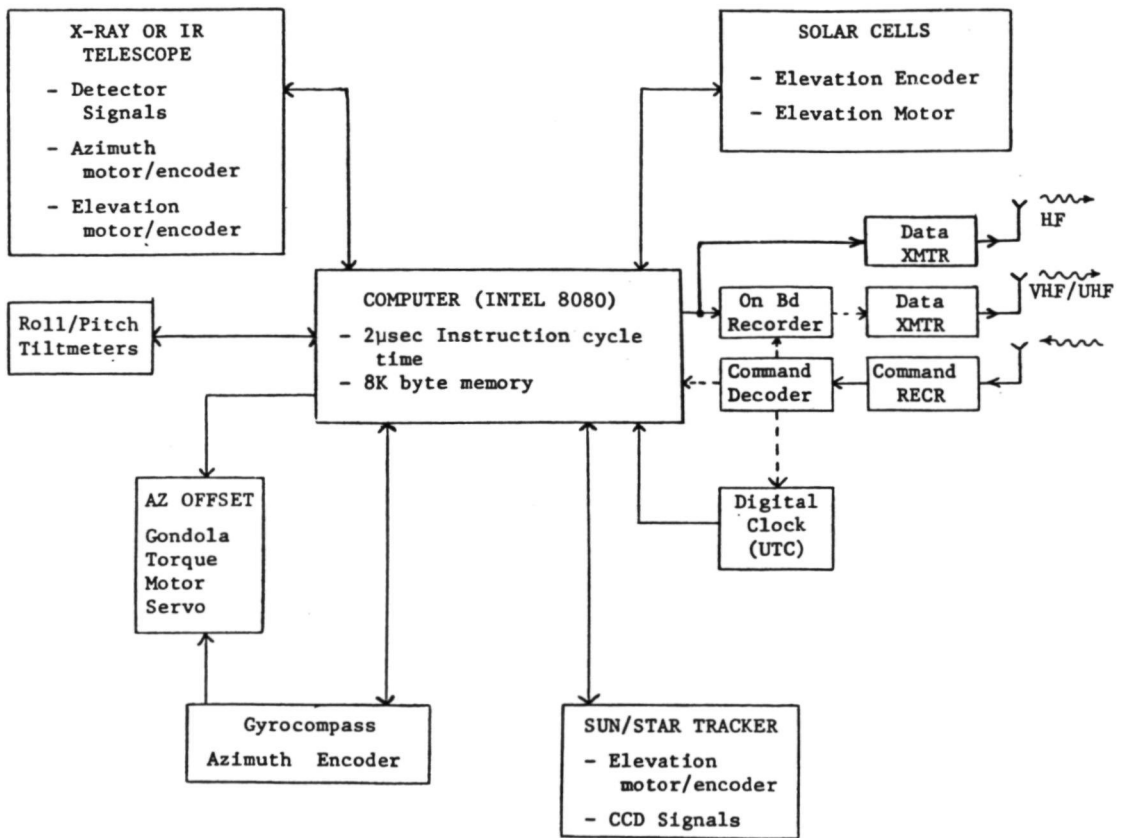 X-RAY OR IR
TELESCOPE
- Detector
Signals
- Azimuth
motor/encoder
- Elevation
motor/encoder
SOLAR CELLS
- Elevation Encoder
- Elevation Motor
Data
XMTR
HF
Roll/Pitch
Tiltmeters
COMPUTER (INTEL 8080)
- 2μsec Instruction cycle
time
- 8K byte memory
On Bd
Recorder
Data
XMTR
VHF/UHF
Command
Decoder
Command
RECR
AZ OFFSET
Gondola
Torque
Motor
Servo
Digital
Clock
(UTC)
Gyrocompass
Azimuth Encoder
SUN/STAR TRACKER
- Elevation
motor/encoder
- CCD Signals